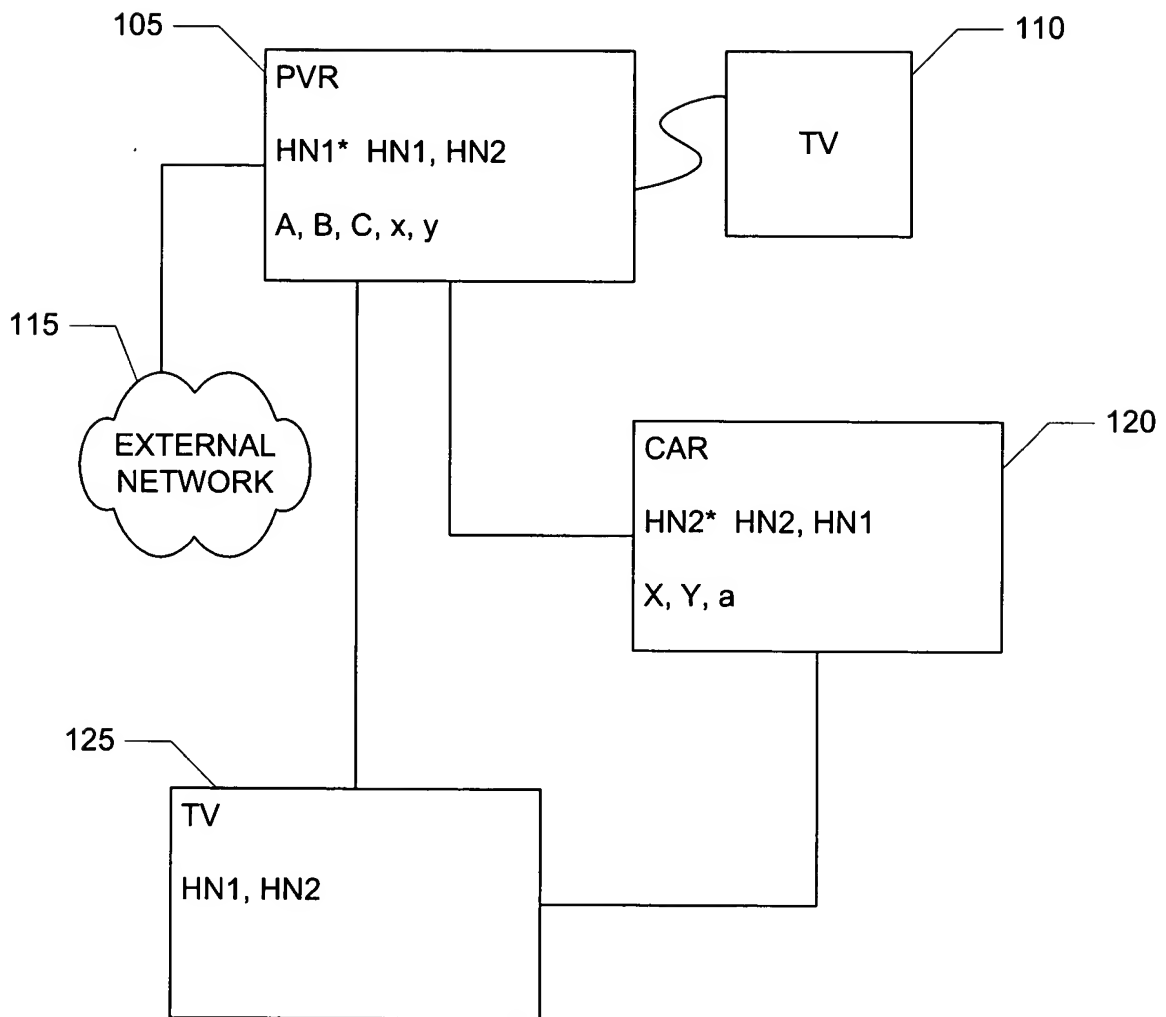 105
PVR
HN1* HN1, HN2
A, B, C, x, y
110
TV
115
EXTERNAL
NETWORK
120
CAR
HN2* HN2, HN1
X, Y, a
125
TV
HN1, HN2